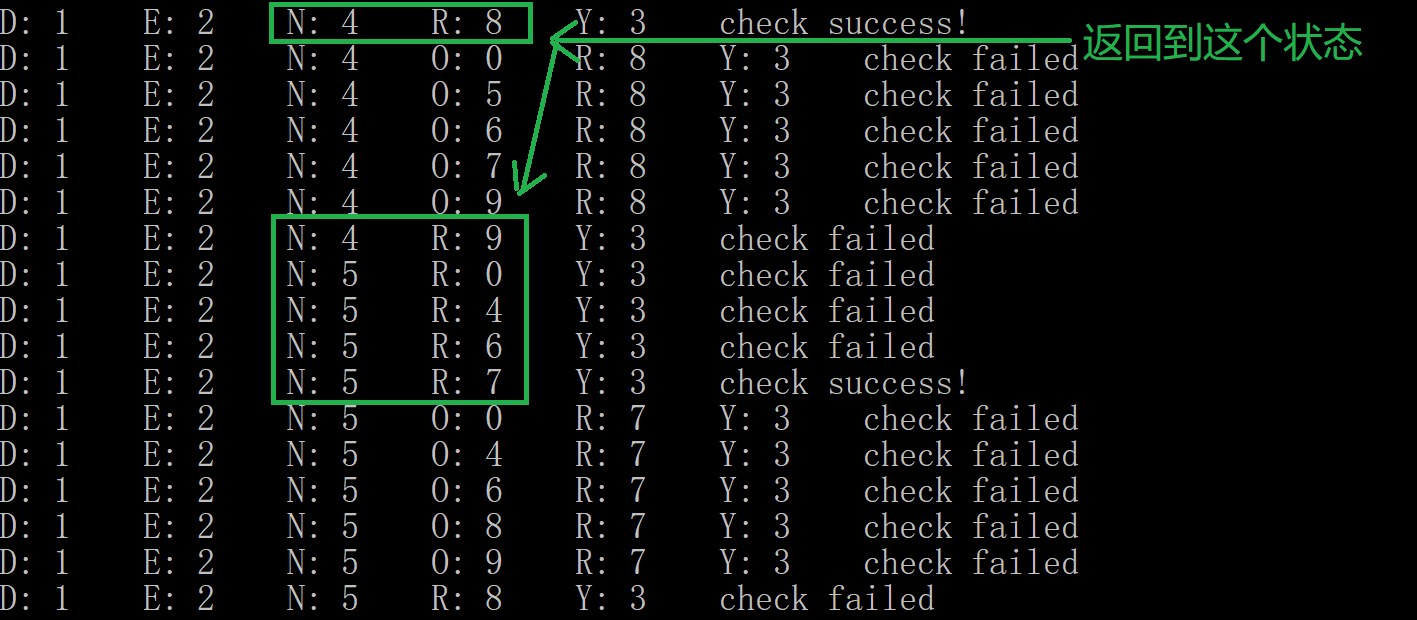 D: 1 E: 2 N: 4 R: 8 Y: 3 check success!
返回到这个状态
D: 1 E: 2 N: 4 O: 0 R: 8 Y: 3 check failed
D: 1 E: 2 N: 4 O: 5 R: 8 Y: 3 check failed
D: 1 E: 2 N: 4 O: 6 R: 8 Y: 3 check failed
D: 1 E: 2 N: 4 O: 7 R: 8 Y: 3 check failed
D: 1 E: 2 N: 4 O: 9 R: 8 Y: 3 check failed
D: 1 E: 2 N: 4 R: 9 Y: 3 check failed
D: 1 E: 2 N: 5 R: 0 Y: 3 check failed
D: 1 E: 2 N: 5 R: 4 Y: 3 check failed
D: 1 E: 2 N: 5 R: 6 Y: 3 check failed
D: 1 E: 2 N: 5 R: 7 Y: 3 check success!
D: 1 E: 2 N: 5 O: 0 R: 7 Y: 3 check failed
D: 1 E: 2 N: 5 O: 4 R: 7 Y: 3 check failed
D: 1 E: 2 N: 5 O: 6 R: 7 Y: 3 check failed
D: 1 E: 2 N: 5 O: 8 R: 7 Y: 3 check failed
D: 1 E: 2 N: 5 O: 9 R: 7 Y: 3 check failed
D: 1 E: 2 N: 5 R: 8 Y: 3 check failed